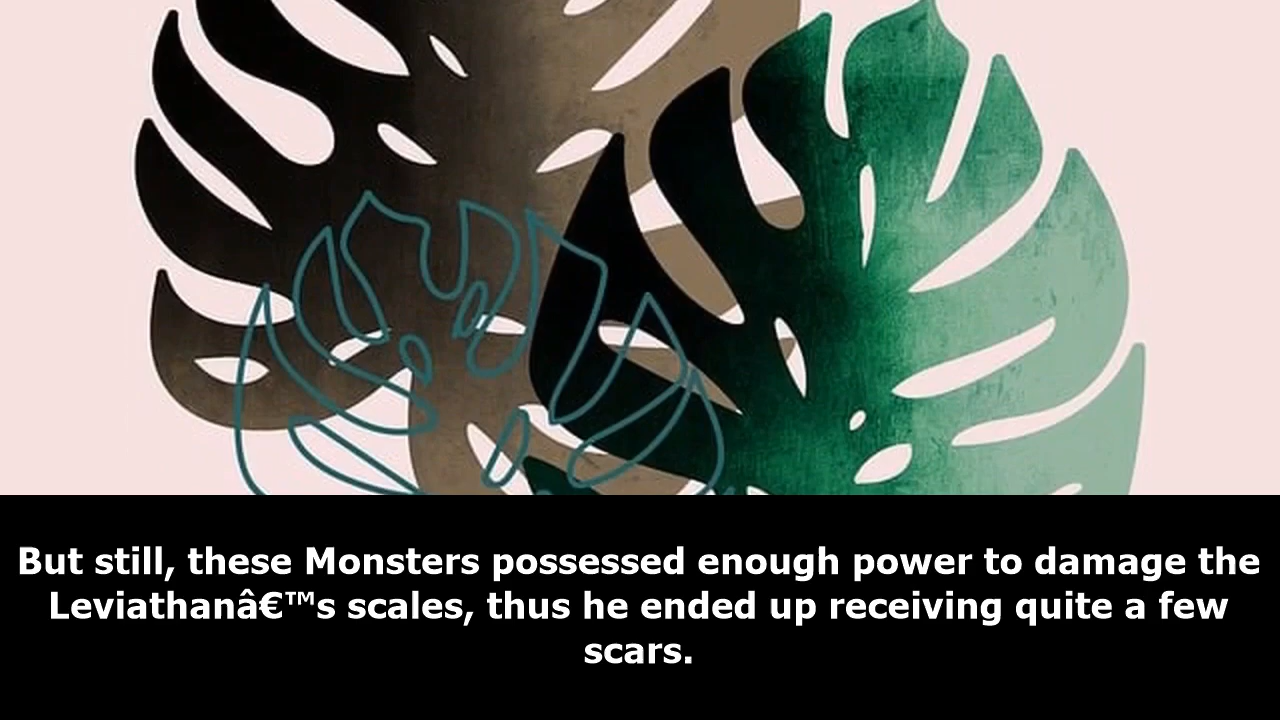 But still, these Monsters possessed enough power to damage the
Leviathanâ€™s scales, thus he ended up receiving quite a few
scars.